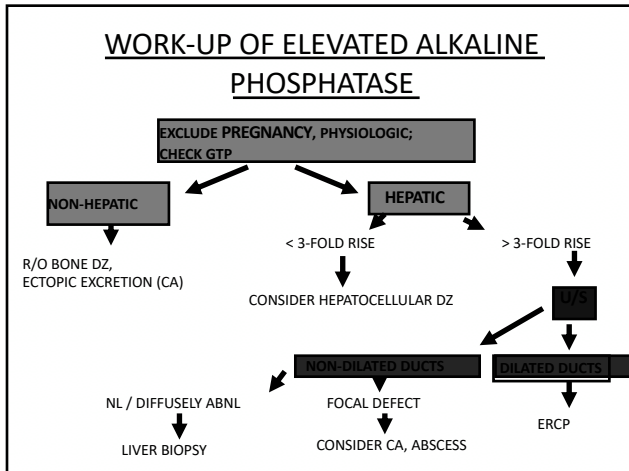 WORK-UP OF ELEVATED ALKALINE
PHOSPHATASE
EXCLUDE PREGNANCY, PHYSIOLOGIC;
CHECK GTP
NON-HEPATIC
HEPATIC
< 3-FOLD RISE
> 3-FOLD RISE
R/O BONE DZ,
ECTOPIC EXCRETION (CA)
CONSIDER HEPATOCELLULAR DZ
U/S
NON-DILATED DUCTS
DILATED DUCTS
NL / DIFFUSELY ABNL
FOCAL DEFECT
ERCP
LIVER BIOPSY
CONSIDER CA, ABSCESS